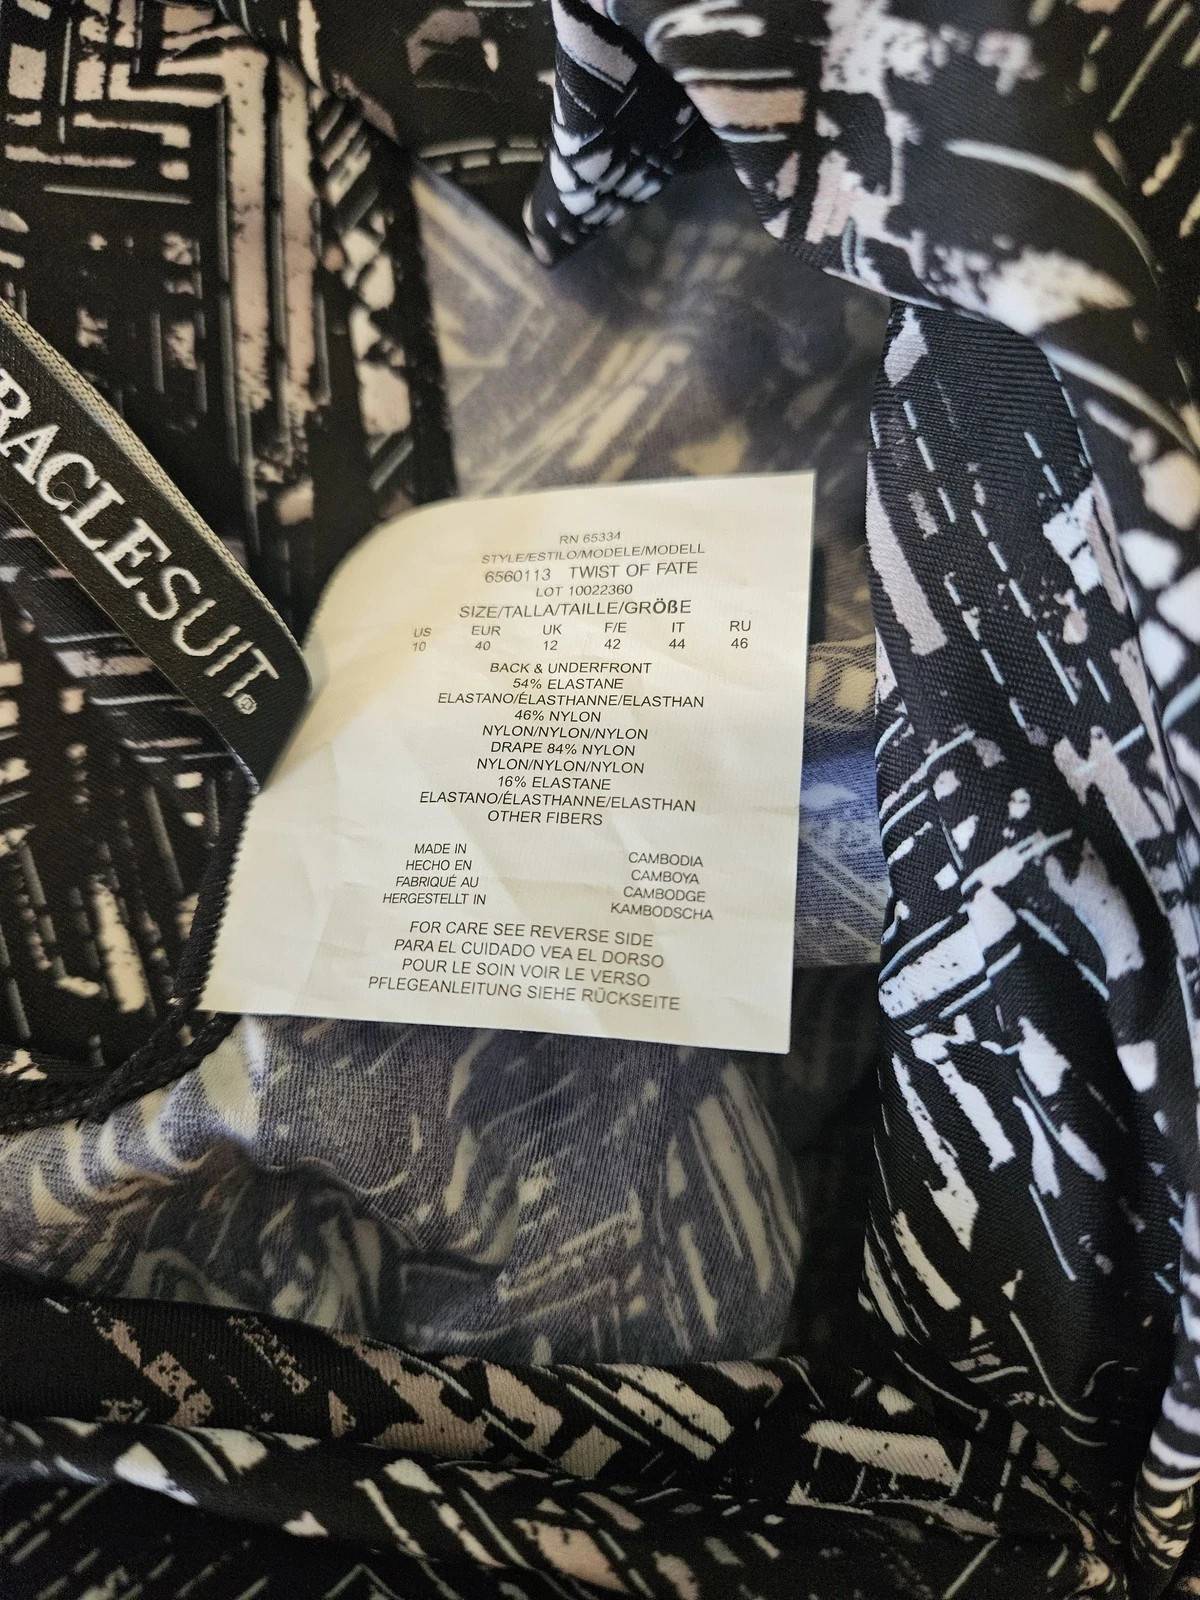 RACLESUIT®
RN 65334
STYLE/ESTILO/MODELE/MODELL
6560113 TWIST OF FATE
LOT 10022360
SIZE/TALLA/TAILLE/GRÖßE
US EUR UK F/E IT RU
10 40 12 42 44 46
BACK & UNDERFRONT
54% ELASTANE
ELASTANO/ÉLASTHANNE/ELASTHAN
46% NYLON
NYLON/NYLON/NYLON
DRAPE 84% NYLON
NYLON/NYLON/NYLON
16% ELASTANE
ELASTANO/ÉLASTHANNE/ELASTHAN
OTHER FIBERS
MADE IN CAMBODIA
HECHO EN CAMBOYA
FABRIQUÉ AU CAMBODGE
HERGESTELLT IN KAMBODSCHA
FOR CARE SEE REVERSE SIDE
PARA EL CUIDADO VEA EL DORSO
POUR LE SOIN VOIR LE VERSO
PFLEGEANLEITUNG SIEHE RÜCKSEITE